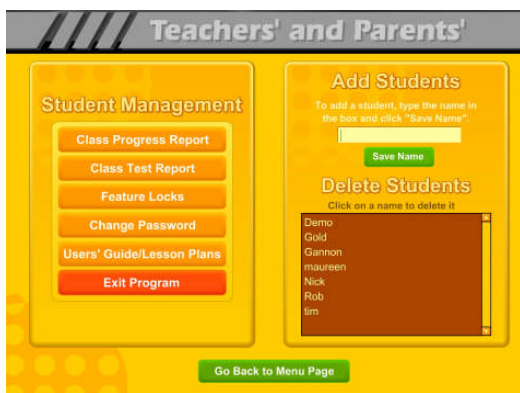 Teachers' and Parents'
Student Management
Class Progress Report
Class Test Report
Feature Locks
Change Password
Users' Guide/Lesson Plans
Exit Program
Add Students
To add a student, type the name in
the box and click "Save Name".
Save Name
Delete Students
Click on a name to delete it
Demo
Gold
Gannon
maureen
Nick
Rob
tim
Go Back to Menu Page